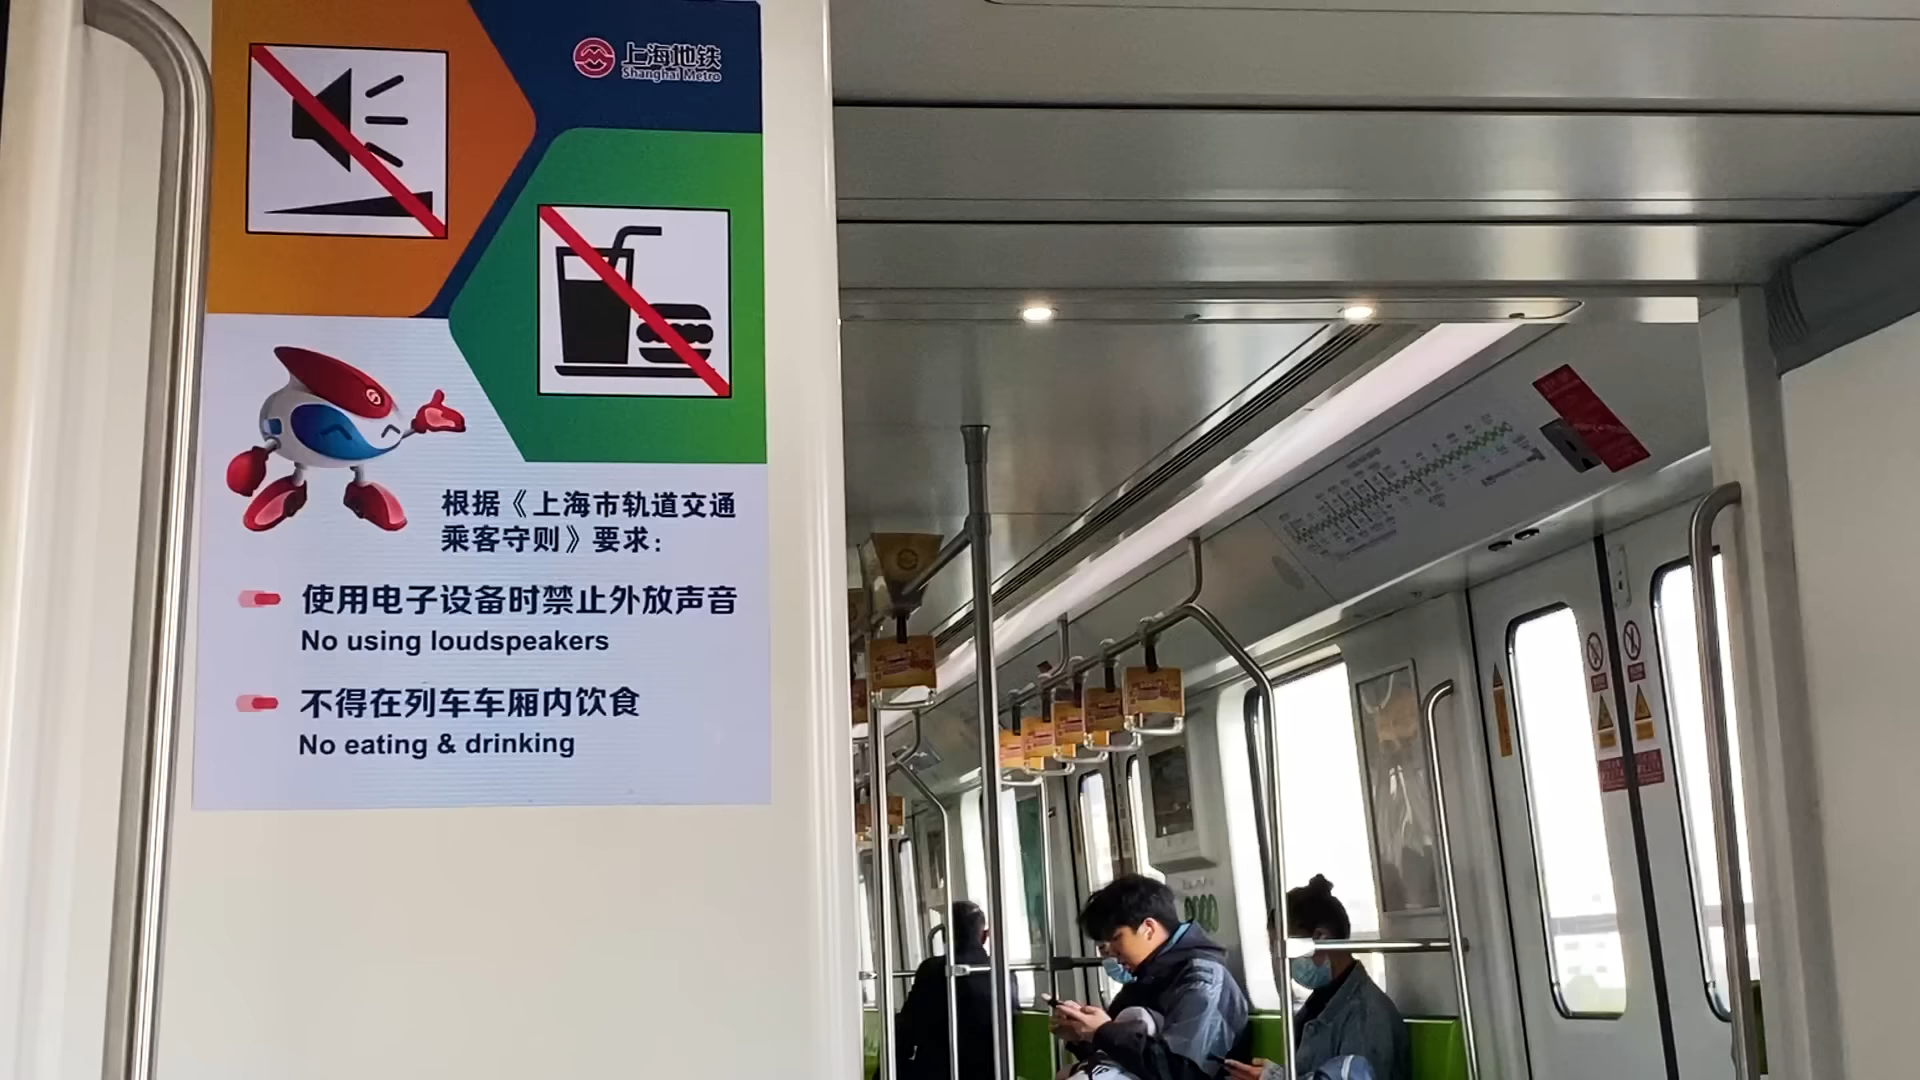 上海地铁
Shanghai Metro
根据《上海市轨道交通
乘客守则》要求：
使用电子设备时禁止外放声音
No using loudspeakers
不得在列车车厢内饮食
No eating & drinking